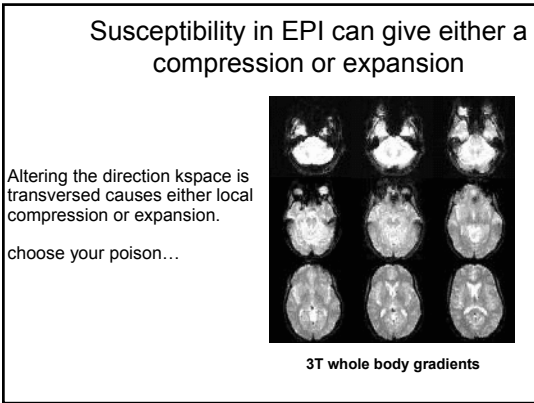 Susceptibility in EPI can give either a
compression or expansion
Altering the direction kspace is
transversed causes either local
compression or expansion.
choose your poison…
3T whole body gradients